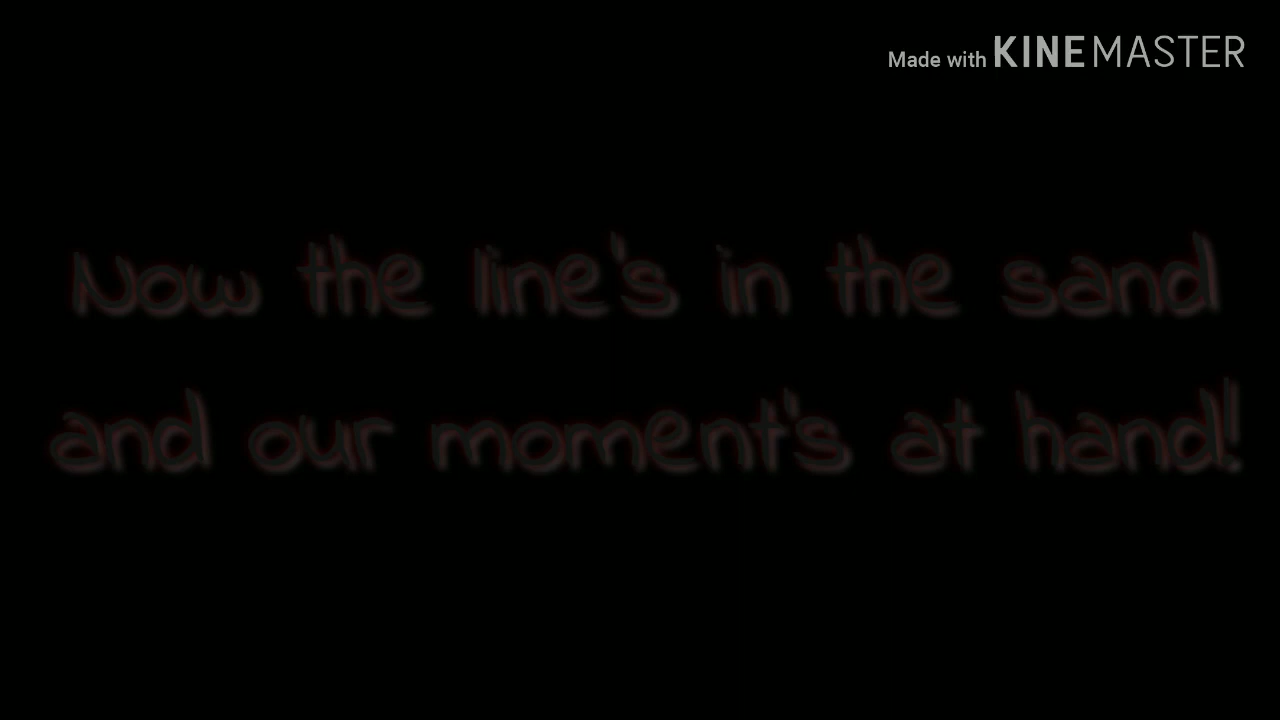 Made with KINEMASTER
Now the line's in the sand
and our moment's at hand!